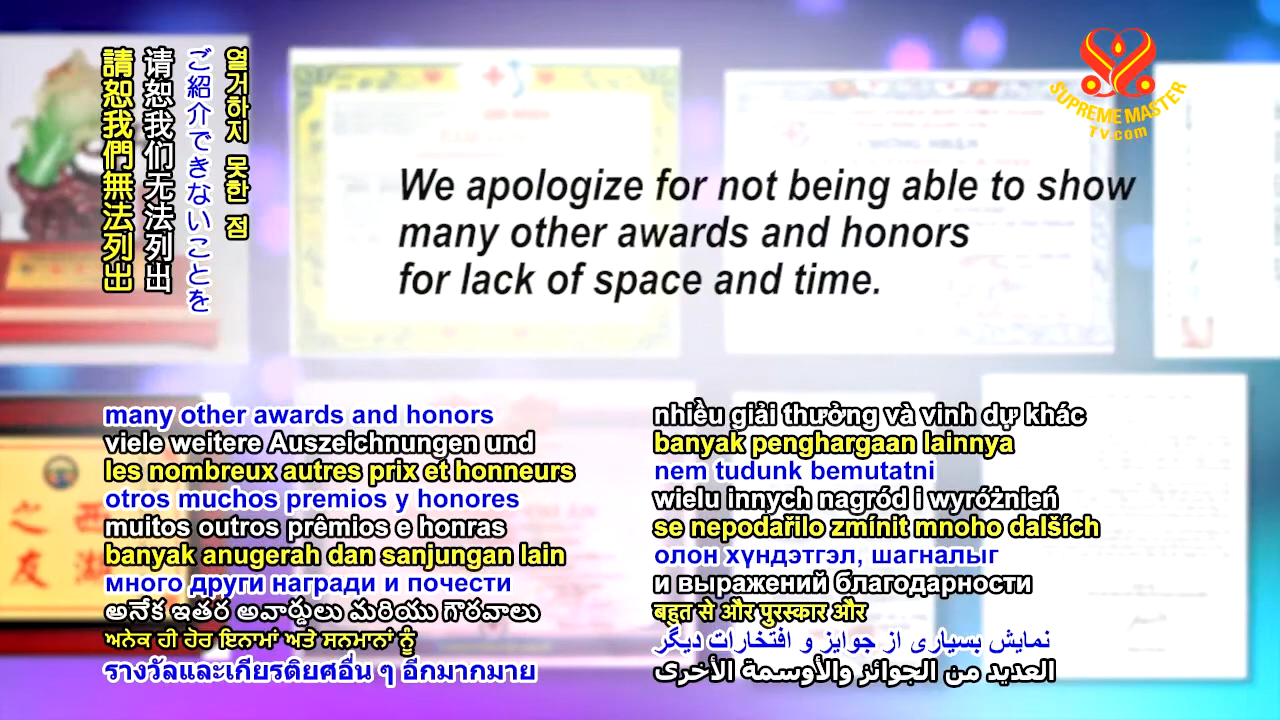 請恕我們無法列出
请恕我们无法列出
ご紹介できないことを
열거하지 못한 점
SUPREME MASTER
TV.com
We apologize for not being able to show
many other awards and honors
for lack of space and time.
many other awards and honors
viele weitere Auszeichnungen und
les nombreux autres prix et honneurs
otros muchos premios y honores
muitos outros prêmios e honras
banyak anugerah dan sanjungan lain
много други награди и почести
అనేక ఇతర అవార్డులు మరియు గౌరవాలు
ਅਨੇਕ ਹੀ ਹੋਰ ਇਨਾਮਾਂ ਅਤੇ ਸਨਮਾਨਾਂ ਨੂੰ
รางวัลและเกียรติยศอื่น ๆ อีกมากมาย
nhiều giải thưởng và vinh dự khác
banyak penghargaan lainnya
nem tudunk bemutatni
wielu innych nagród i wyróżnień
se nepodařilo zmínit mnoho dalších
олон хүндэтгэл, шагналыг
и выражений благодарности
बहुत से और पुरस्कार और
نمایش بسیاری از جوایز و افتخارات دیگر
العديد من الجوائز والأوسمة الأخرى
之西
友湖